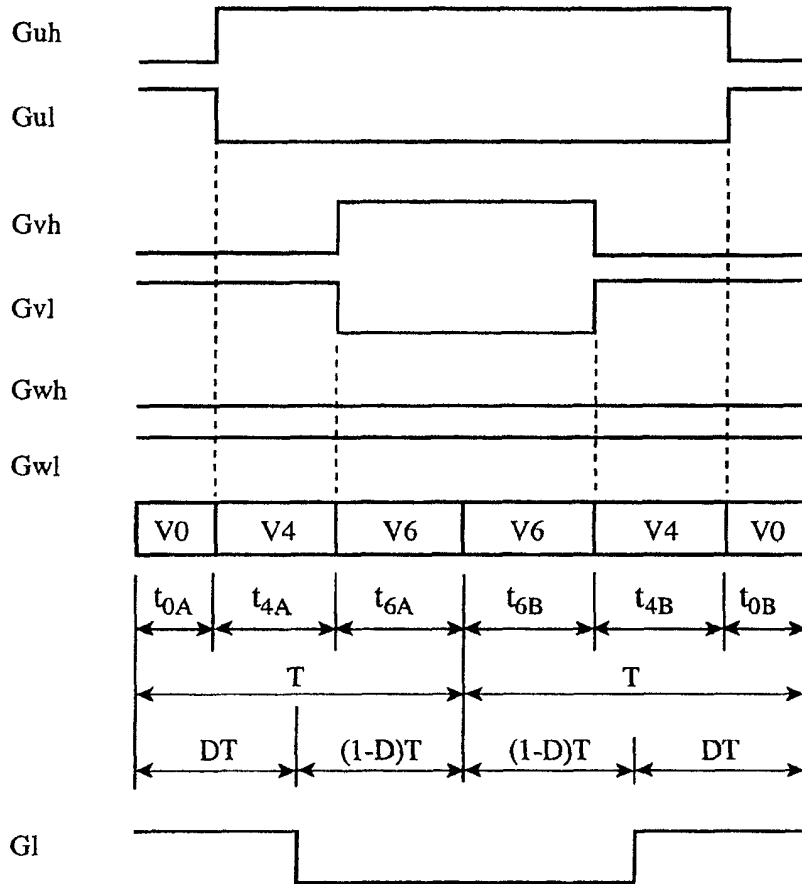 Guh
Gul
Gvh
Gvl
Gwh
Gwl
V0 V4 V6 V6 V4 V0
t0A t4A t6A t6B t4B t0B
T T
DT (1-D)T (1-D)T DT
Gl